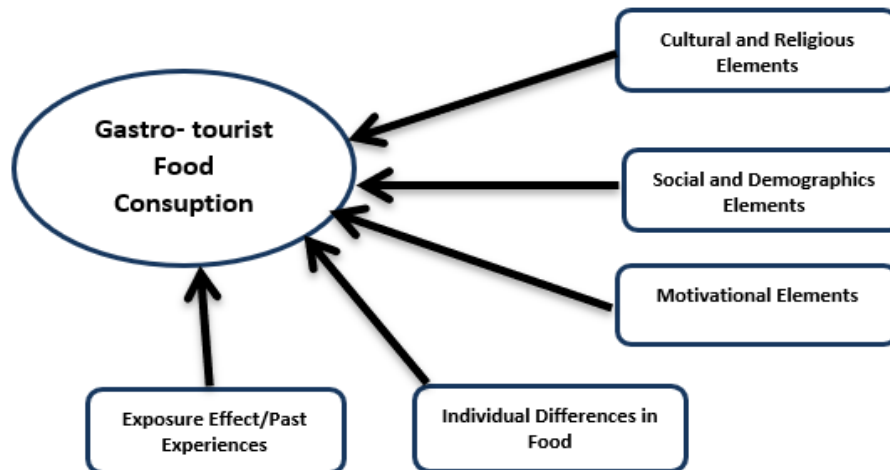 Gastro- tourist
Food
Consuption
Cultural and Religious
Elements
Social and Demographics
Elements
Motivational Elements
Individual Differences in
Food
Exposure Effect/Past
Experiences